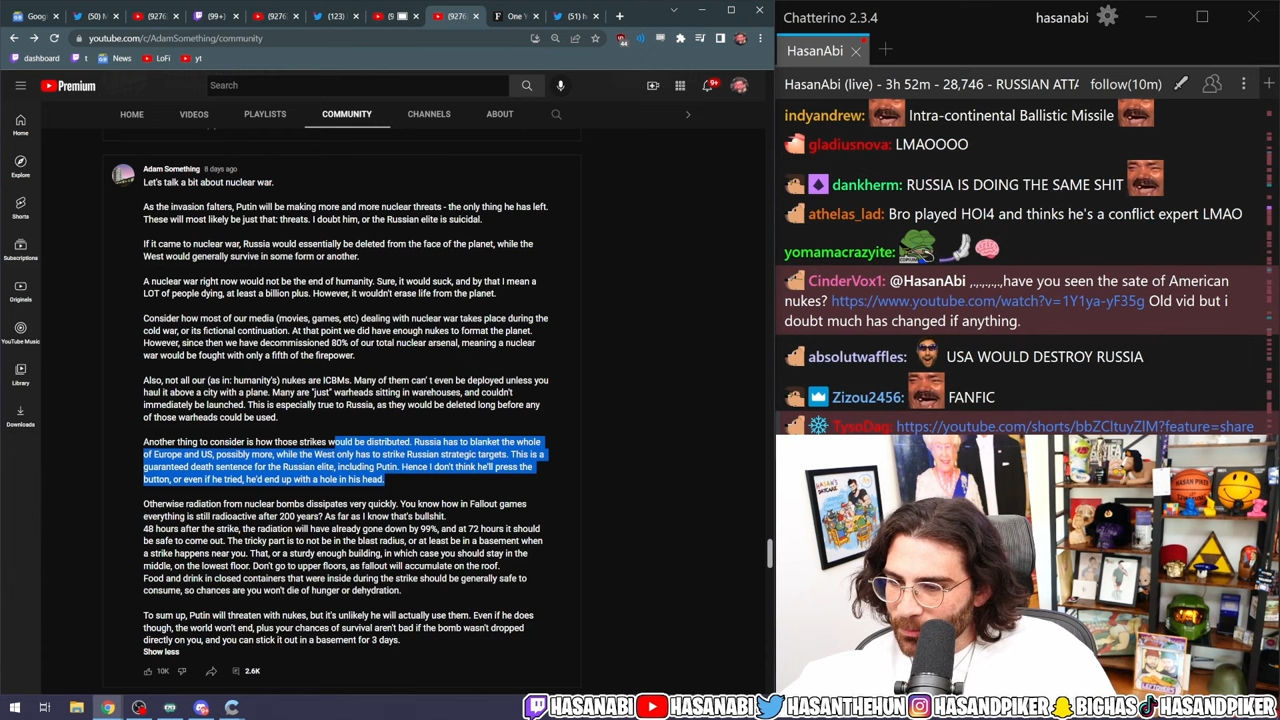 Goog
(50) M
(9276
(99+)
(9276
(123)
(9
(9276
One Y
(51) h
youtube.com/c/AdamSomething/community
44
dashboard
t
News
LoFi
yt
Premium
Search
9+
HOME
VIDEOS
PLAYLISTS
COMMUNITY
CHANNELS
ABOUT
Home
Explore
Shorts
Subscriptions
Originals
YouTube Music
Library
Downloads
Adam Something 8 days ago
Let's talk a bit about nuclear war.
As the invasion falters, Putin will be making more and more nuclear threats - the only thing he has left.
These will most likely be just that: threats. I doubt him, or the Russian elite is suicidal.
If it came to nuclear war, Russia would essentially be deleted from the face of the planet, while the
West would generally survive in some form or another.
A nuclear war right now would not be the end of humanity. Sure, it would suck, and by that I mean a
LOT of people dying, at least a billion plus. However, it wouldn't erase life from the planet.
Consider how most of our media (movies, games, etc) dealing with nuclear war takes place during the
cold war, or its fictional continuation. At that point we did have enough nukes to format the planet.
However, since then we have decommissioned 80% of our total nuclear arsenal, meaning a nuclear
war would be fought with only a fifth of the firepower.
Also, not all our (as in: humanity's) nukes are ICBMs. Many of them can't even be deployed unless you
haul it above a city with a plane. Many are "just" warheads sitting in warehouses, and couldn't
immediately be launched. This is especially true to Russia, as they would be deleted long before any
of those warheads could be used.
Another thing to consider is how those strikes would be distributed. Russia has to blanket the whole
of Europe and US, possibly more, while the West only has to strike Russian strategic targets. This is a
guaranteed death sentence for the Russian elite, including Putin. Hence I don't think he'll press the
button, or even if he tried, he'd end up with a hole in his head.
Otherwise radiation from nuclear bombs dissipates very quickly. You know how in Fallout games
everything is still radioactive after 200 years? As far as I know that's bullshit.
48 hours after the strike, the radiation will have already gone down by 99%, and at 72 hours it should
be safe to come out. The tricky part is to not be in the blast radius, or at least be in a basement when
a strike happens near you. That, or a sturdy enough building, in which case you should stay in the
middle, on the lowest floor. Don't go to upper floors, as fallout will accumulate on the roof.
Food and drink in closed containers that were inside during the strike should be generally safe to
consume, so chances are you won't die of hunger or dehydration.
To sum up, Putin will threaten with nukes, but it's unlikely he will actually use them. Even if he does
though, the world won't end, plus your chances of survival aren't bad if the bomb wasn't dropped
directly on you, and you can stick it out in a basement for 3 days.
Show less
10K
2.6K
Chatterino 2.3.4
hasanabi
HasanAbi
HasanAbi (live) - 3h 52m - 28,746 - RUSSIAN ATTA
follow(10m)
indyandrew: Intra-continental Ballistic Missile
gladiusnova: LMAOOOO
dankherm: RUSSIA IS DOING THE SAME SHIT
athelas_lad: Bro played HOI4 and thinks he's a conflict expert LMAO
yomamacrazyite:
CinderVox1: @HasanAbi ,,,,,,,,have you seen the sate of American
nukes? https://www.youtube.com/watch?v=1Y1ya-yF35g Old vid but i
doubt much has changed if anything.
absolutwaffles: USA WOULD DESTROY RUSSIA
Zizou2456: FANFIC
TysoDag: https://youtube.com/shorts/bbZCltuyZlM?feature=share
HASANABI HASANABI HASANTHEHUN HASANDPIKER BIGHAS HASANDPIKER